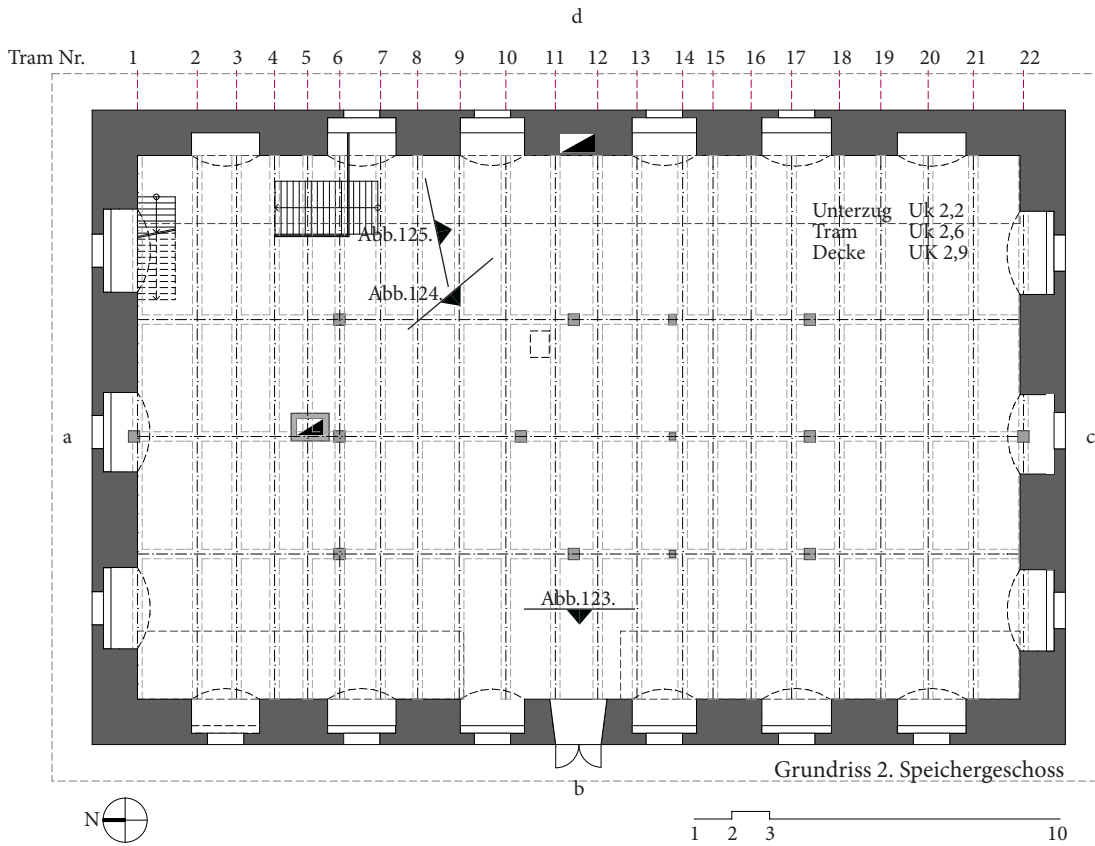 d
Tram Nr. 1 2 3 4 5 6 7 8 9 10 11 12 13 14 15 16 17 18 19 20 21 22
Unterzug Uk 2,2
Tram Uk 2,6
Decke UK 2,9
Abb.125.
Abb.124.
a
c
Abb.123.
Grundriss 2. Speichergeschoss
b
N
1 2 3 10